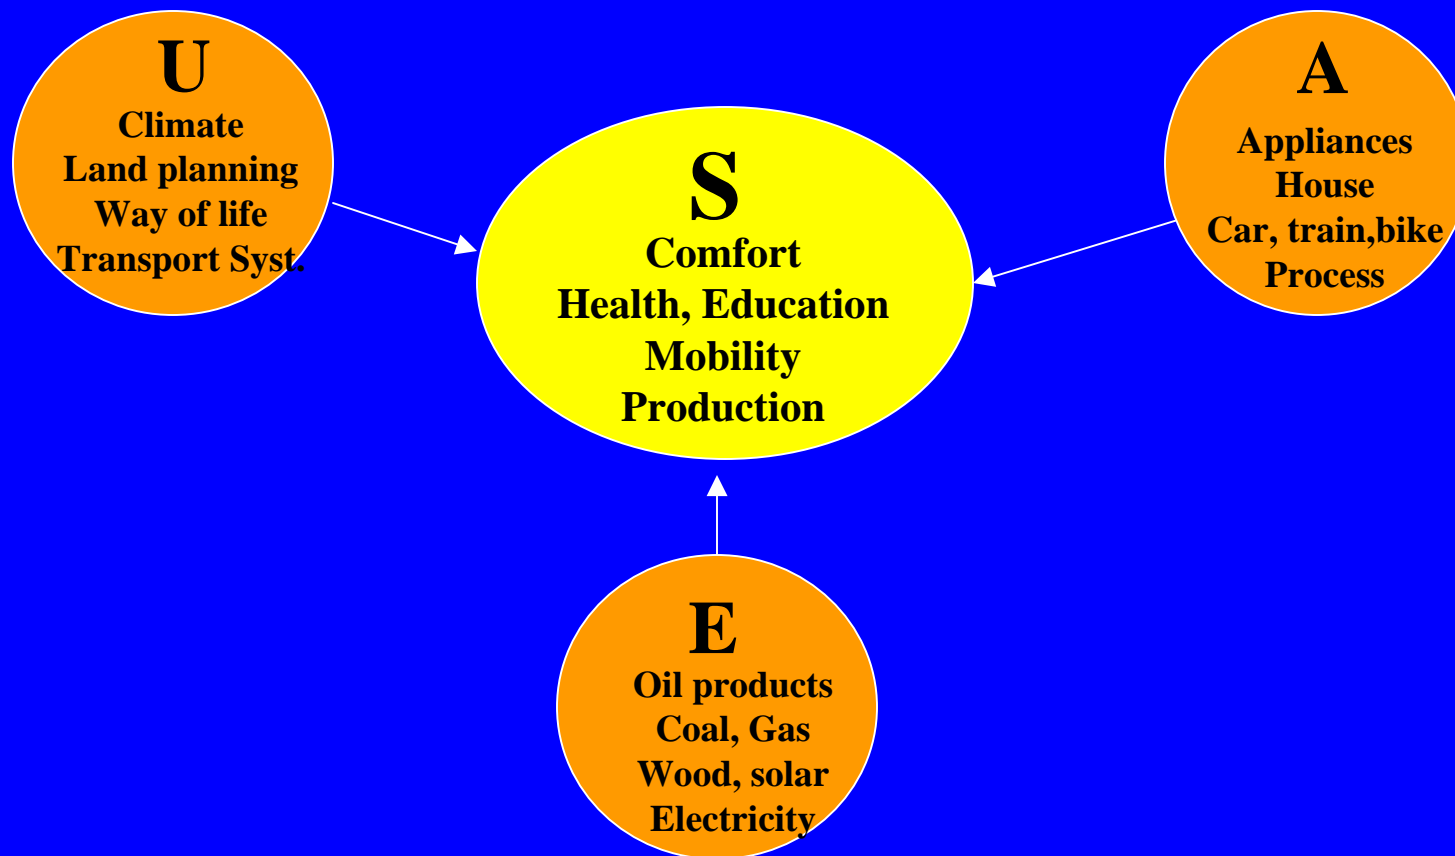 U
Climate
Land planning
Way of life
Transport Syst.
S
Comfort
Health, Education
Mobility
Production
A
Appliances
House
Car, train,bike
Process
E
Oil products
Coal, Gas
Wood, solar
Electricity